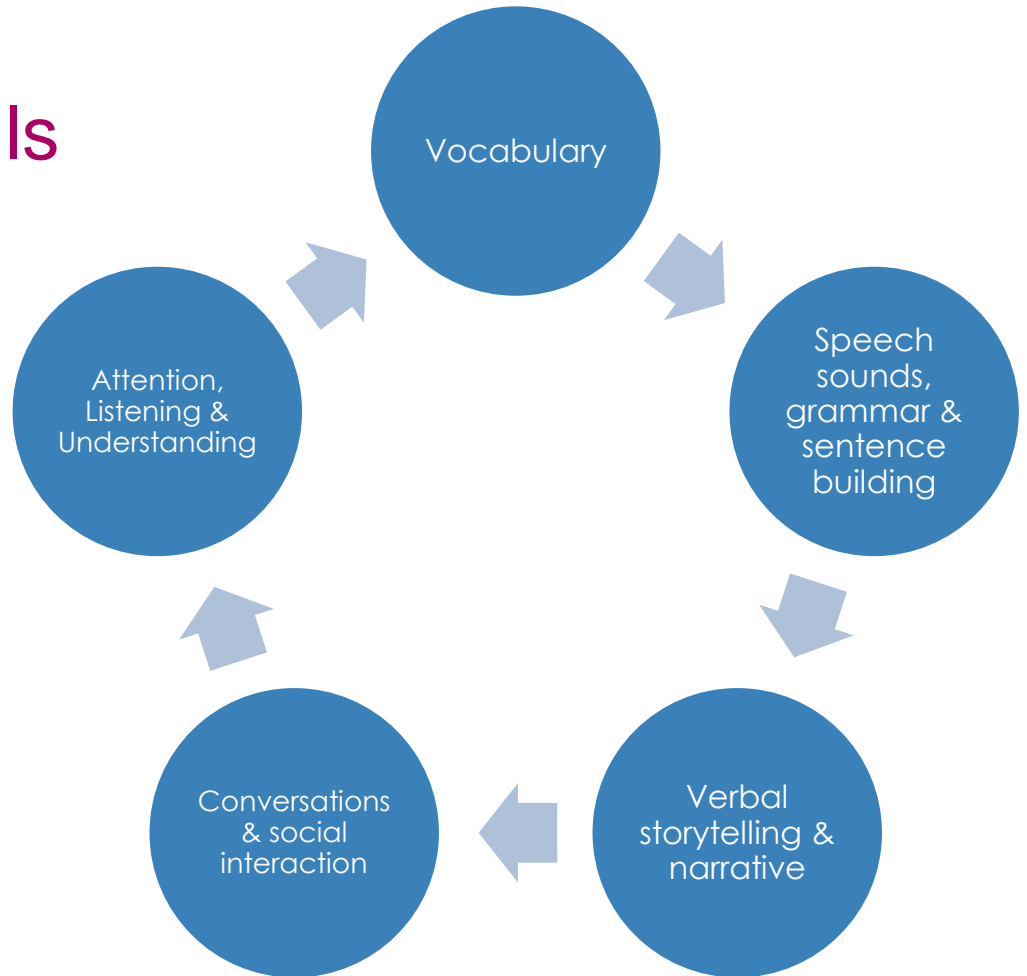 ls
Vocabulary
Speech
sounds,
grammar &
sentence
building
Verbal
storytelling &
narrative
Conversations
& social
interaction
Attention,
Listening &
Understanding